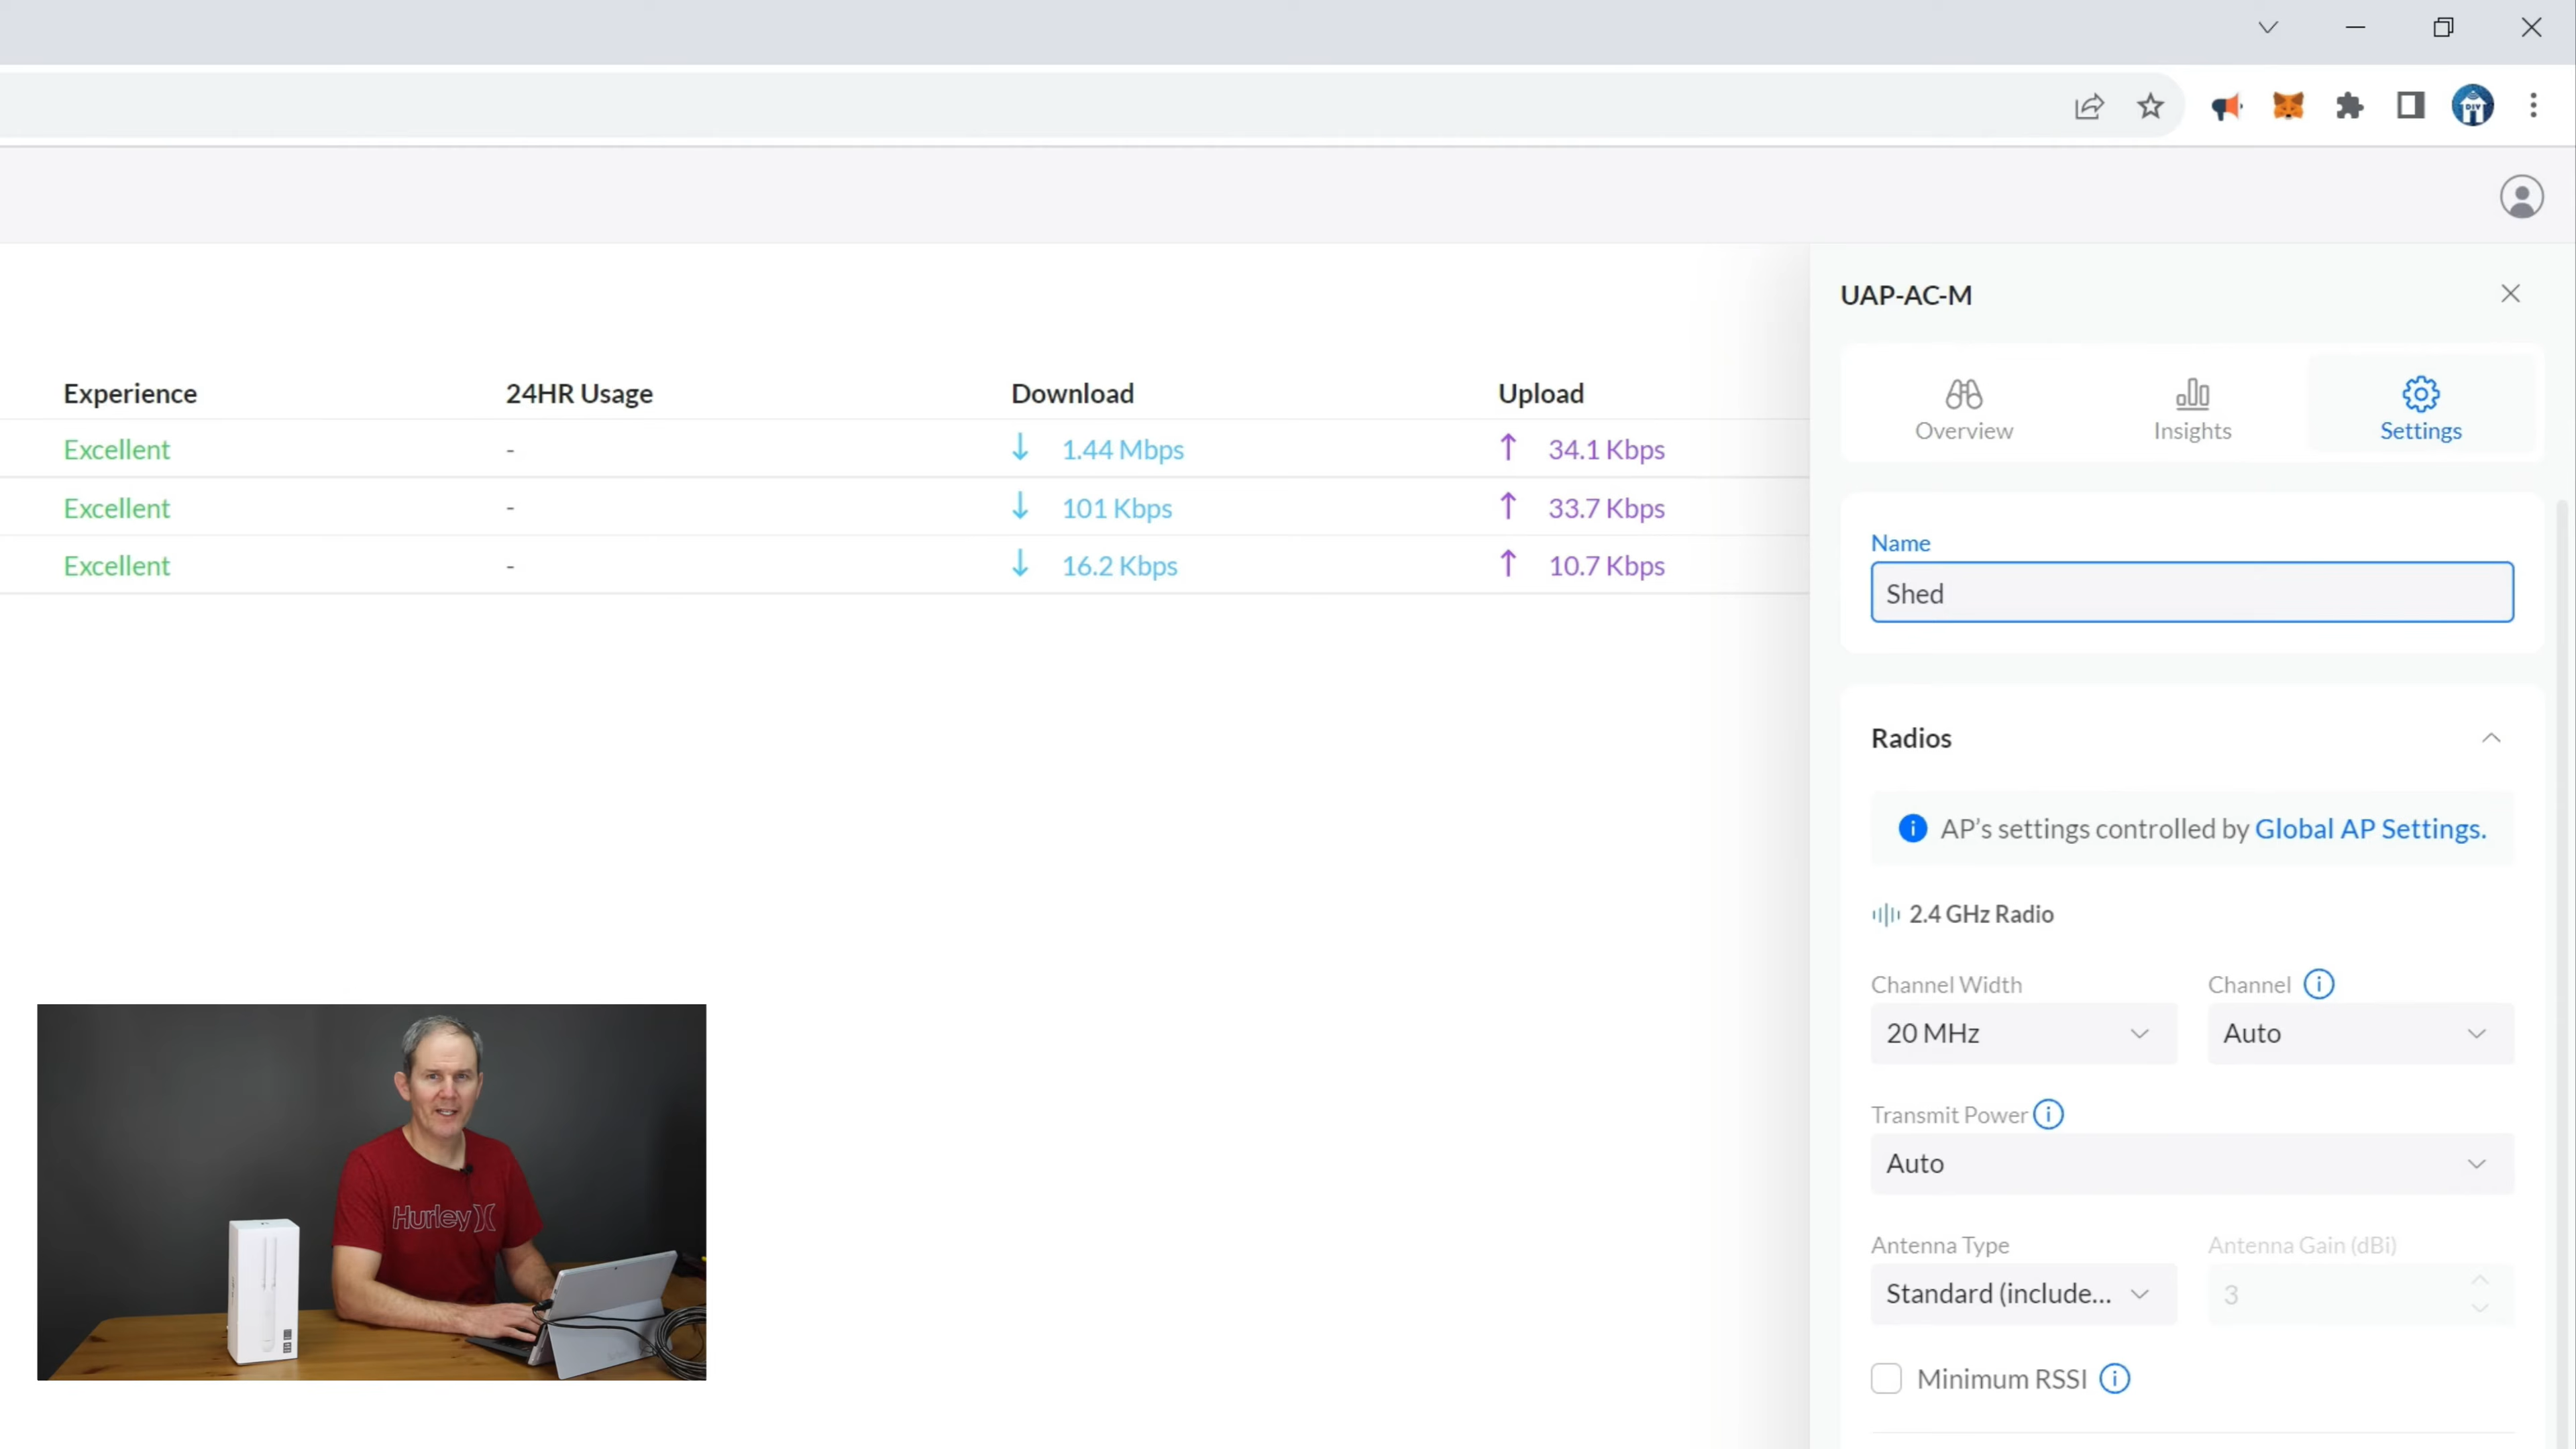 DIY
UAP-AC-M
Overview
Insights
Settings
Experience 24HR Usage Download Upload
Excellent - ↓ 1.44 Mbps ↑ 34.1 Kbps
Excellent - ↓ 101 Kbps ↑ 33.7 Kbps
Excellent - ↓ 16.2 Kbps ↑ 10.7 Kbps
Name
Shed
Radios
AP's settings controlled by Global AP Settings.
2.4 GHz Radio
Channel Width
20 MHz
Channel
Auto
Transmit Power
Auto
Antenna Type
Standard (include...
Antenna Gain (dBi)
3
Minimum RSSI
Hurley